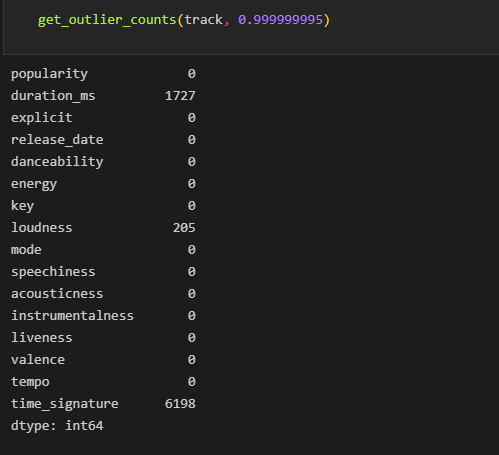 get_outlier_counts(track, 0.999999995)
popularity 0
duration_ms 1727
explicit 0
release_date 0
danceability 0
energy 0
key 0
loudness 205
mode 0
speechiness 0
acousticness 0
instrumentalness 0
liveness 0
valence 0
tempo 0
time_signature 6198
dtype: int64